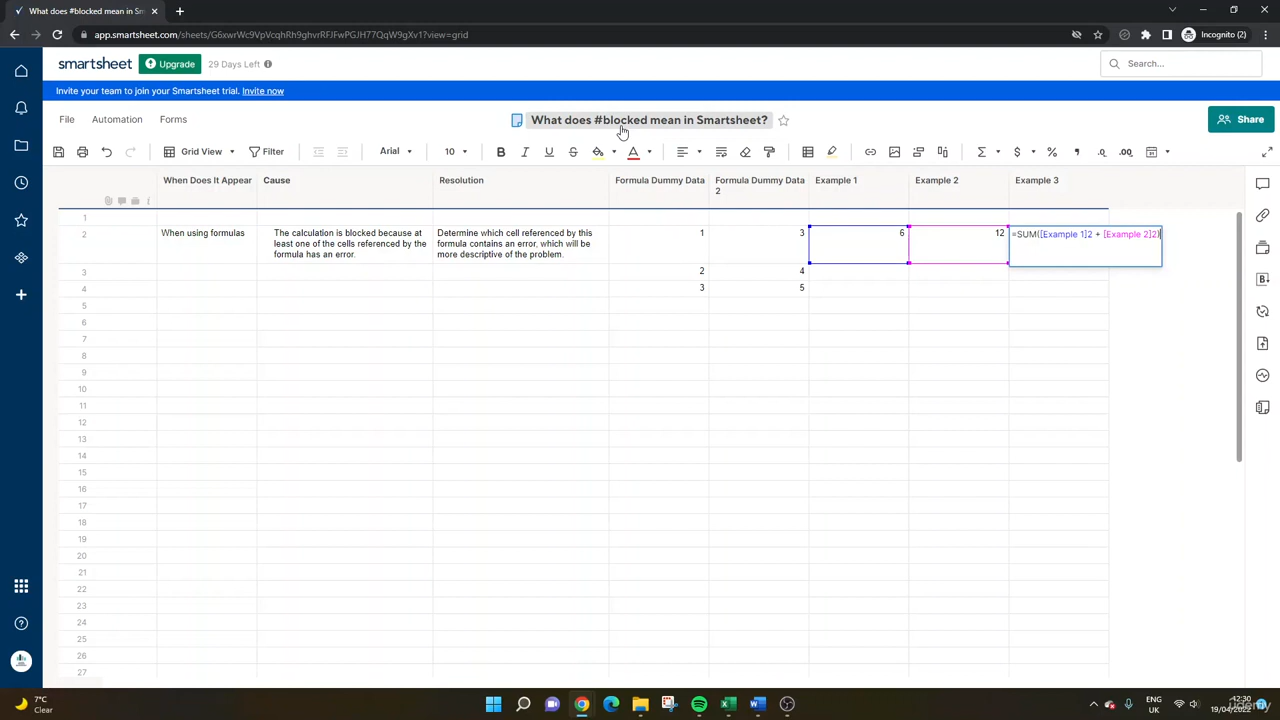 What does #blocked mean in Sm
Incognito (2)
app.smartsheet.com/sheets/G6xwrWc9VpVcqhRh9ghvrRFJFwPGJH77QqW9gXv1?view=grid
smartsheet
Upgrade
29 Days Left
Search...
Invite your team to join your Smartsheet trial. Invite now
File
Automation
Forms
What does #blocked mean in Smartsheet?
Share
Grid View
Filter
Arial
10
B
I
U
S
A
Σ
$
%
.0
.00
When Does It Appear
Cause
Resolution
Formula Dummy Data
Formula Dummy Data
2
Example 1
Example 2
Example 3
1
2
When using formulas
The calculation is blocked because at
least one of the cells referenced by the
formula has an error.
Determine which cell referenced by this
formula contains an error, which will be
more descriptive of the problem.
1
3
6
12
=SUM([Example 1]2 + [Example 2]2)
3
2
4
4
3
5
5
6
7
8
9
10
11
12
13
14
15
16
17
18
19
20
21
22
23
24
25
26
27
7°C
Clear
ENG
UK
12:30
19/04/2022
udemy